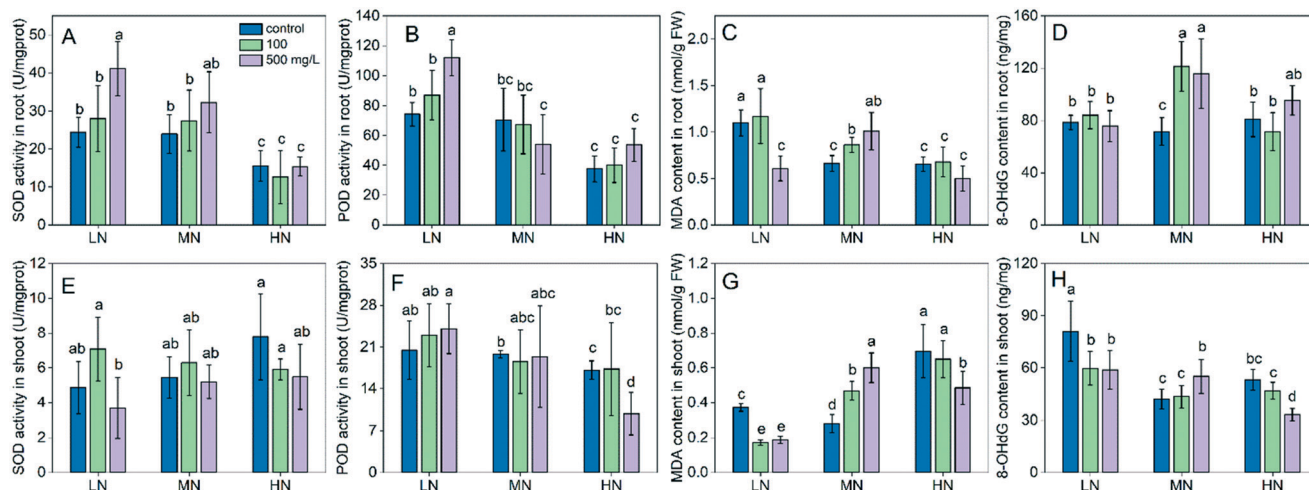 A
control
100
500 mg/L
SOD activity in root (U/mgprot)
50
40
30
20
10
0
b b a
b b ab
c c c
LN MN HN
B
POD activity in root (U/mgprot)
140
120
100
80
60
40
20
0
b b a
bc bc c
c c c
LN MN HN
C
MDA content in root (nmol/g FW)
2.0
1.5
1.0
0.5
0.0
a a c
c b ab
c c c
LN MN HN
D
8-OHdG content in root (ng/mg)
160
120
80
40
0
b b b
c a a
b b ab
LN MN HN
E
SOD activity in shoot (U/mgprot)
12
10
8
6
4
2
0
ab a b
ab ab ab
a a ab
LN MN HN
F
POD activity in shoot (U/mgprot)
35
28
21
14
7
0
ab ab a
b abc abc
c bc d
LN MN HN
G
MDA content in shoot (nmol/g FW)
1.2
1.0
0.8
0.6
0.4
0.2
0.0
c e e
d b a
a a b
LN MN HN
H
8-OHdG content in shoot (ng/mg)
120
90
60
30
0
a b b
c c b
bc c d
LN MN HN